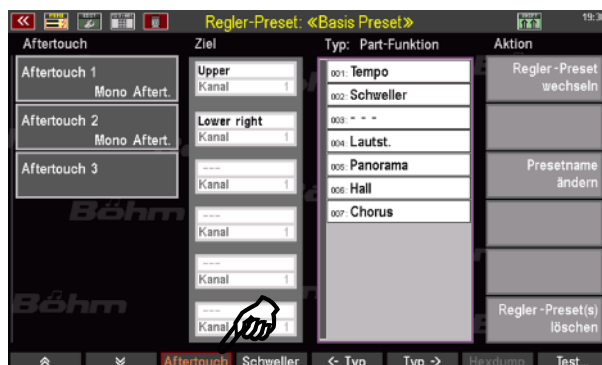 Regler-Preset: «Basis Preset»
Aftertouch Ziel Typ: Part-Funktion Aktion
Aftertouch 1
Mono Aftert.
Aftertouch 2
Mono Aftert.
Aftertouch 3
Upper
Kanal 1
Lower right
Kanal 1
---
Kanal 1
---
Kanal 1
---
Kanal 1
---
Kanal 1
001: Tempo
002: Schweller
003: - - -
004: Lautst.
005: Panorama
006: Hall
007: Chorus
Regler-Preset
wechseln
Presetname
ändern
Regler-Preset(s)
löschen
Böhm
Böhm
Aftertouch Schweller <- Typ Typ -> Hexdump Test..